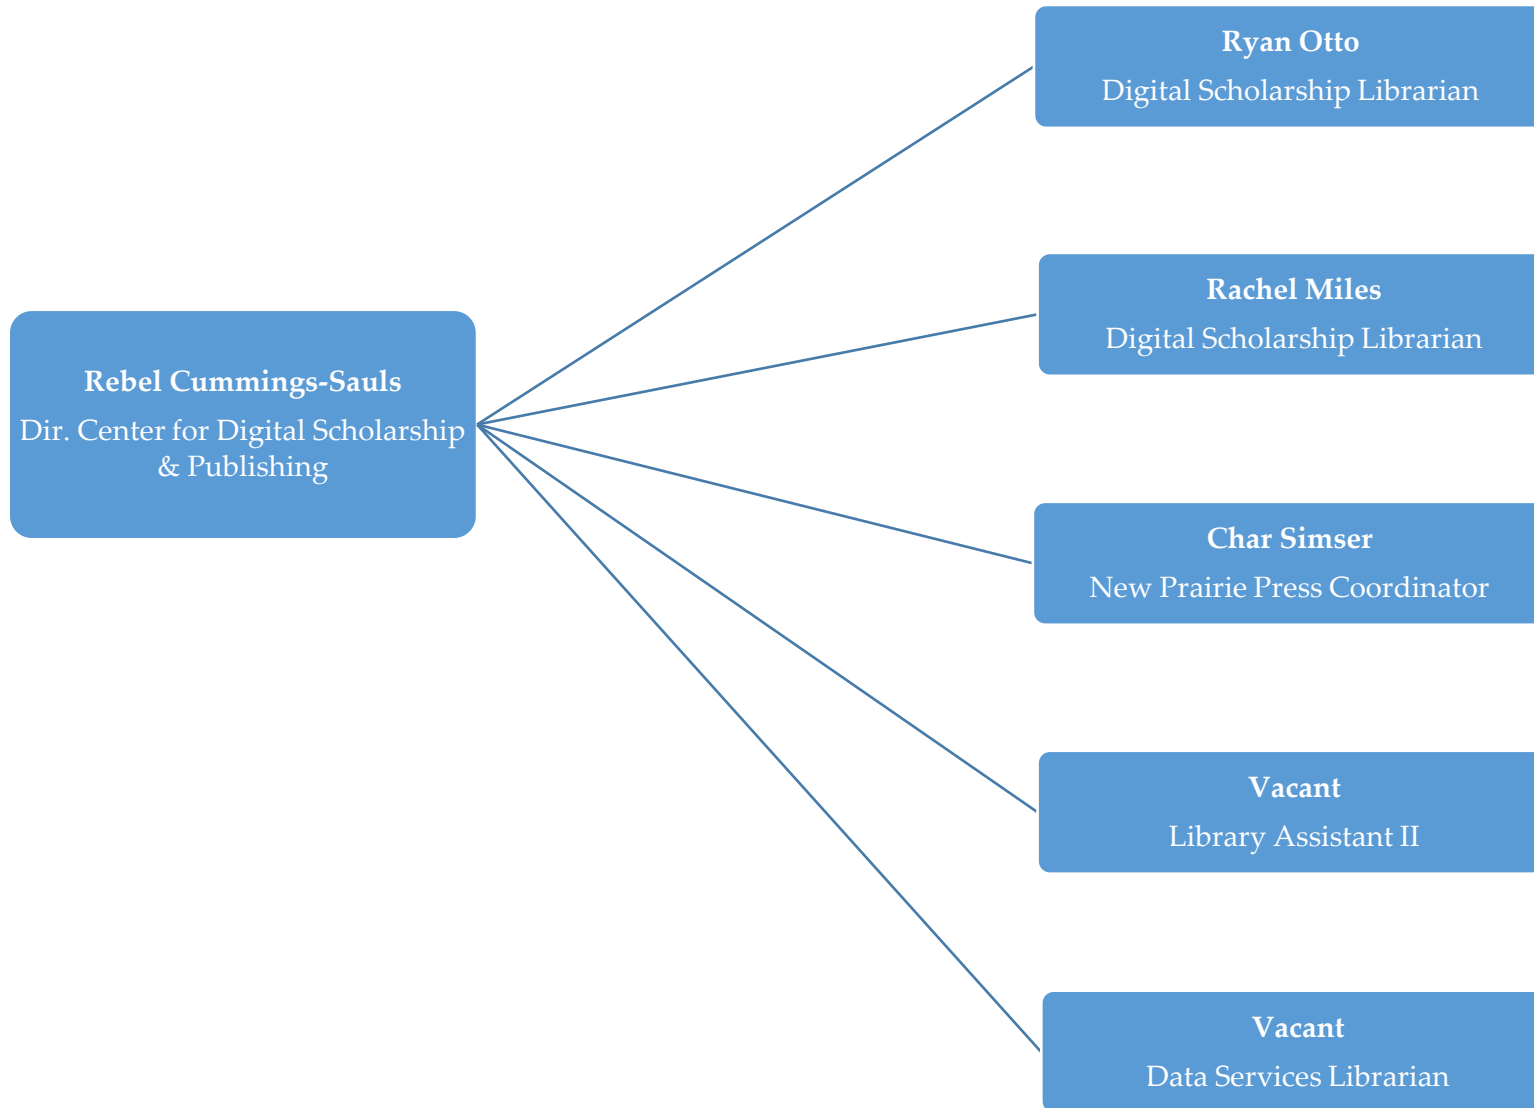 Ryan Otto
Digital Scholarship Librarian
Rachel Miles
Digital Scholarship Librarian
Rebel Cummings-Sauls
Dir. Center for Digital Scholarship
& Publishing
Char Simser
New Prairie Press Coordinator
Vacant
Library Assistant II
Vacant
Data Services Librarian